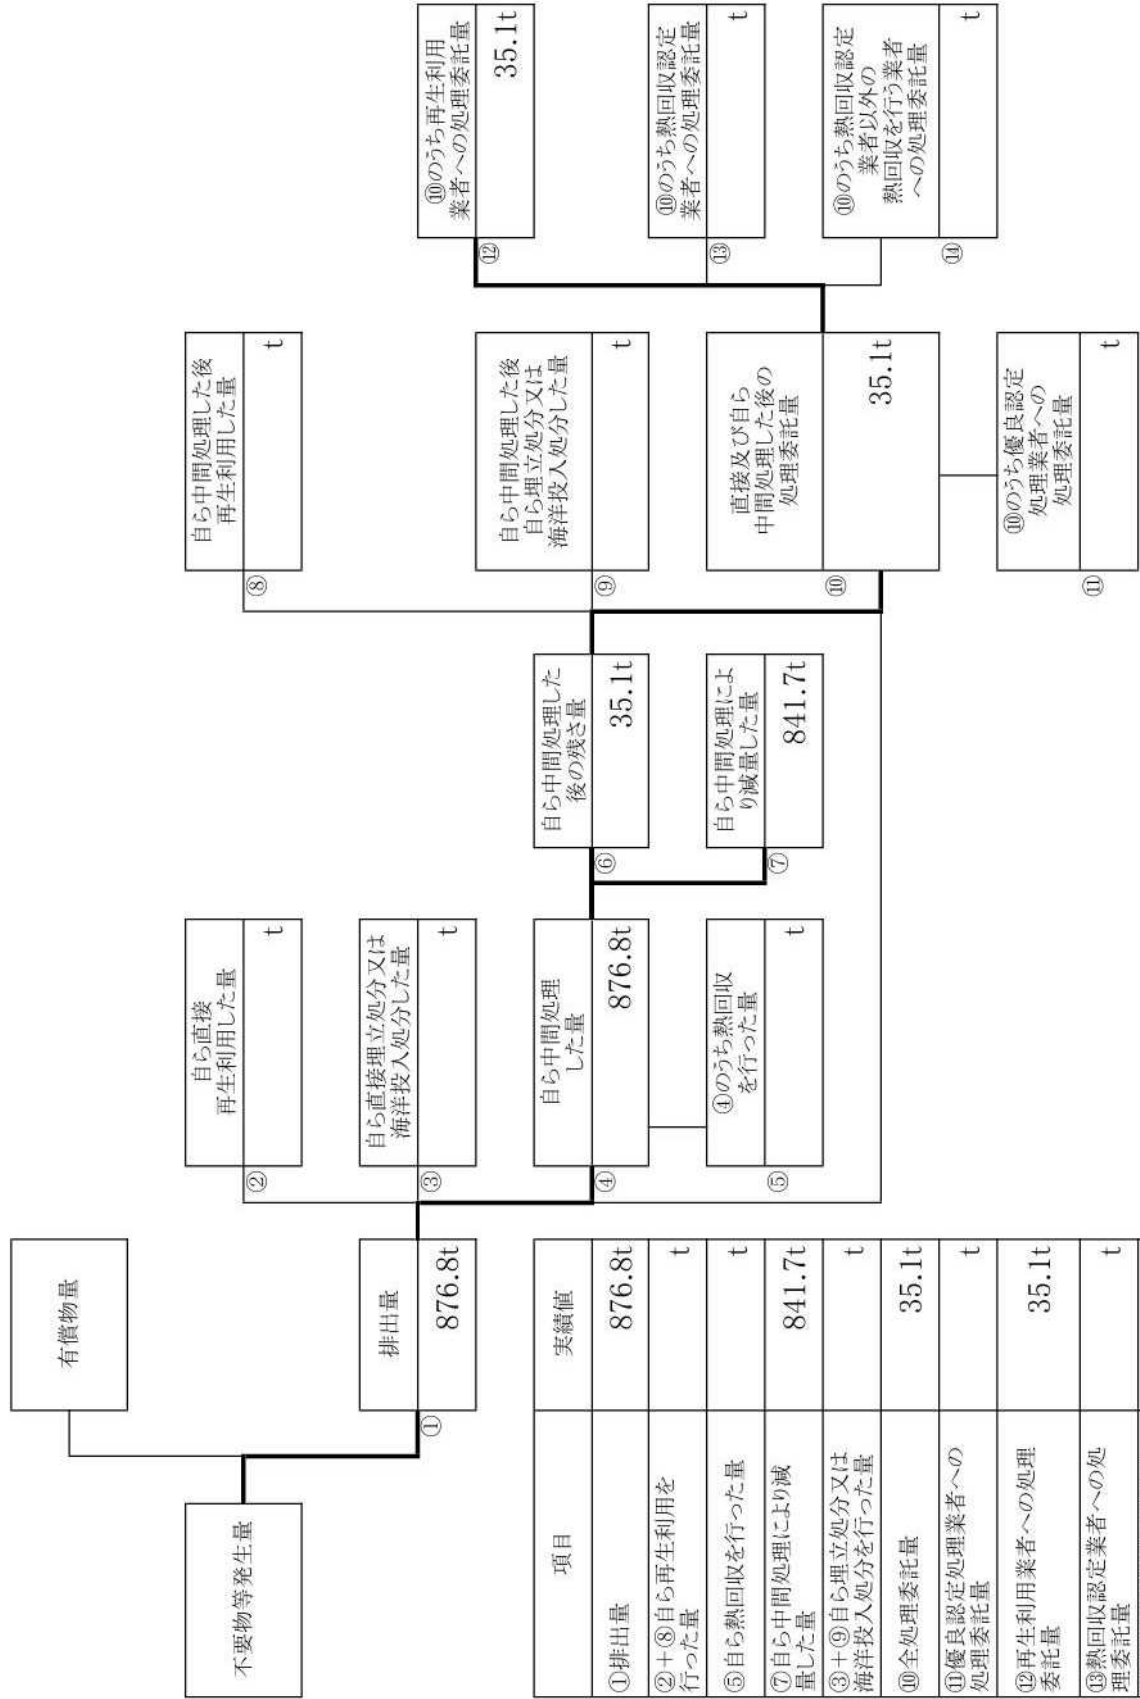 不要物等発生量
有償物量
①
排出量
876.8t
②
自ら直接
再生利用した量
t
③
自ら直接埋立処分又は
海洋投入処分した量
t
④
自ら中間処理
した量
876.8t
⑤
④のうち熱回収
を行った量
t
⑥
自ら中間処理した
後の残さ量
35.1t
⑦
自ら中間処理によ
り減量した量
841.7t
⑧
自ら中間処理した後
再生利用した量
t
⑨
自ら中間処理した後
自ら埋立処分又は
海洋投入処分した量
t
⑩
直接及び自ら
中間処理した後の
処理委託量
35.1t
⑪
⑩のうち優良認定
処理業者への
処理委託量
t
⑫
⑩のうち再生利用
業者への処理委託量
35.1t
⑬
⑩のうち熱回収認定
業者への処理委託量
t
⑭
⑩のうち熱回収認定
業者以外の
熱回収を行う業者
への処理委託量
t
項目
実績値
①排出量
876.8t
②+⑧自ら再生利用を
行った量
t
⑤自ら熱回収を行った量
t
⑦自ら中間処理により減
量した量
841.7t
③+⑨自ら埋立処分又は
海洋投入処分を行った量
t
⑩全処理委託量
35.1t
⑪優良認定処理業者への
処理委託量
t
⑫再生利用業者への処理
委託量
35.1t
⑬熱回収認定業者への処
理委託量
t